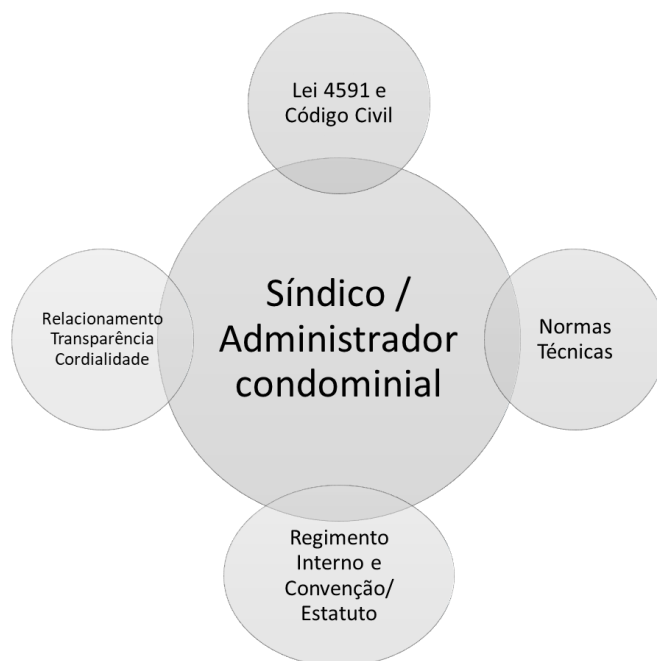 Lei 4591 e
Código Civil
Síndico /
Administrador
condominial
Relacionamento
Transparência
Cordialidade
Normas
Técnicas
Regimento
Interno e
Convenção/
Estatuto